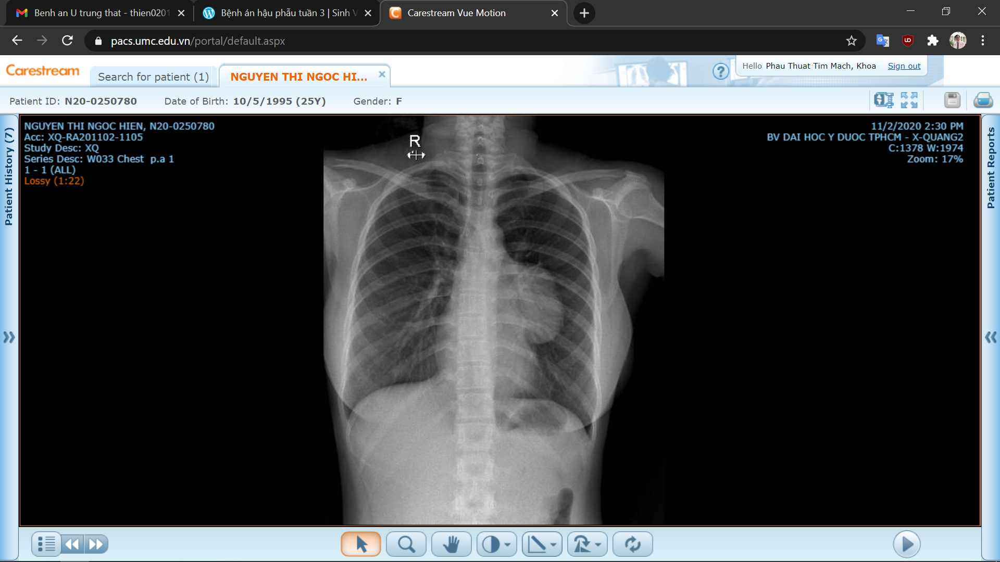 Benh an U trung that - thien0201
Bệnh án hậu phẫu tuần 3 | Sinh V
Carestream Vue Motion
pacs.umc.edu.vn/portal/default.aspx
Carestream
Search for patient (1)
NGUYEN THI NGOC HI...
Hello Phau Thuat Tim Mach, Khoa Sign out
Patient ID: N20-0250780 Date of Birth: 10/5/1995 (25Y) Gender: F
Patient History (7)
NGUYEN THI NGOC HIEN, N20-0250780
Acc: XQ-RA201102-1105
Study Desc: XQ
Series Desc: W033 Chest p.a 1
1 - 1 (ALL)
Lossy (1:22)
R
11/2/2020 2:30 PM
BV DAI HOC Y DUOC TPHCM - X-QUANG2
C:1378 W:1974
Zoom: 17%
Patient Reports